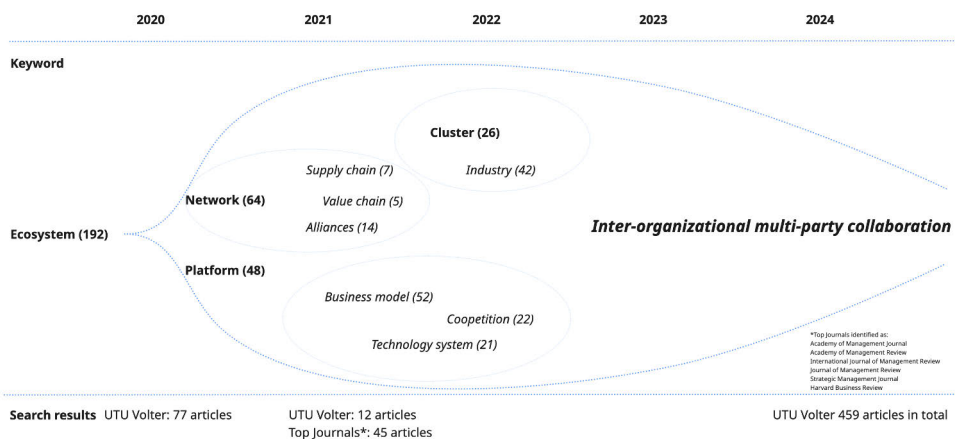 2020 2021 2022 2023 2024
Keyword
Cluster (26)
Supply chain (7) Industry (42)
Network (64) Value chain (5)
Alliances (14)
Inter-organizational multi-party collaboration
Ecosystem (192)
Platform (48)
Business model (52)
Coopetition (22)
Technology system (21)
*Top Journals identified as:
Academy of Management Journal
Academy of Management Review
International Journal of Management Review
Journal of Management Review
Strategic Management Journal
Harvard Business Review
Search results UTU Volter: 77 articles UTU Volter: 12 articles UTU Volter 459 articles in total
Top Journals*: 45 articles